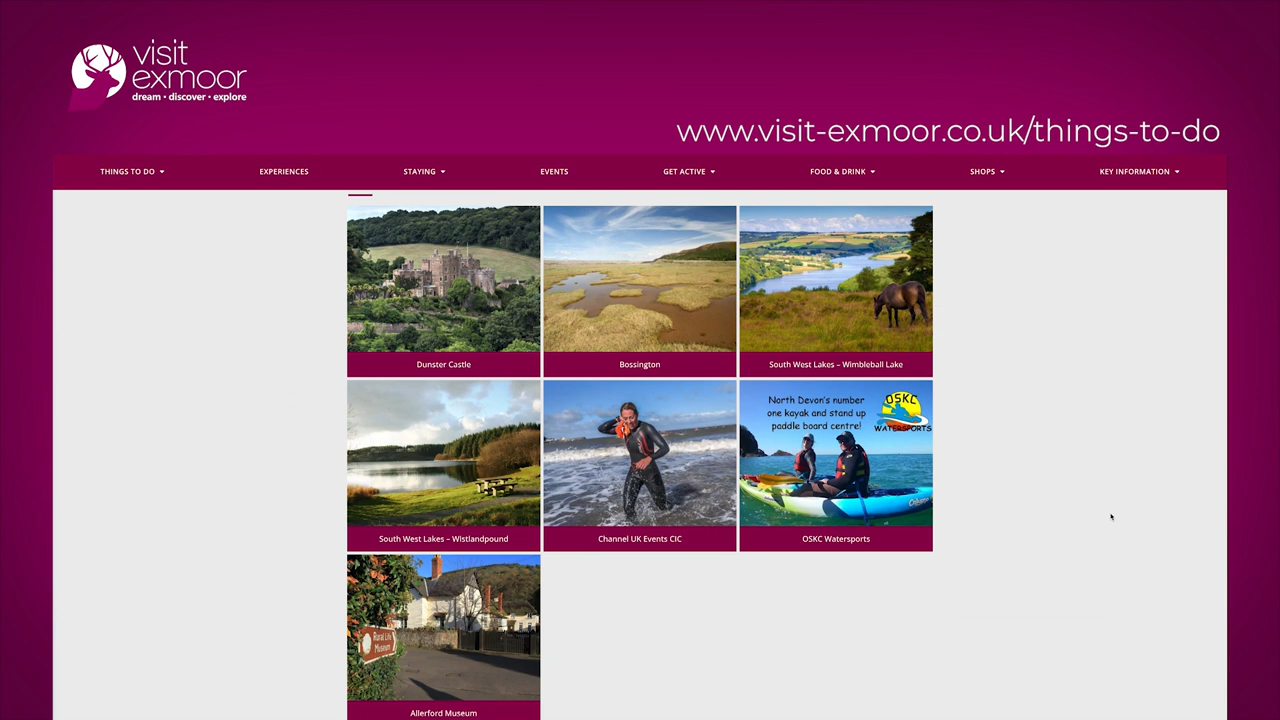 visit
exmoor
dream • discover • explore
www.visit-exmoor.co.uk/things-to-do
THINGS TO DO
EXPERIENCES
STAYING
EVENTS
GET ACTIVE
FOOD & DRINK
SHOPS
KEY INFORMATION
Dunster Castle
Bossington
South West Lakes – Wimbleball Lake
North Devon's number
one kayak and stand up
paddle board centre!
OSKC
WATERSPORTS
South West Lakes – Wistlandpound
Channel UK Events CIC
OSKC Watersports
Rural Life
Museum
Allerford Museum